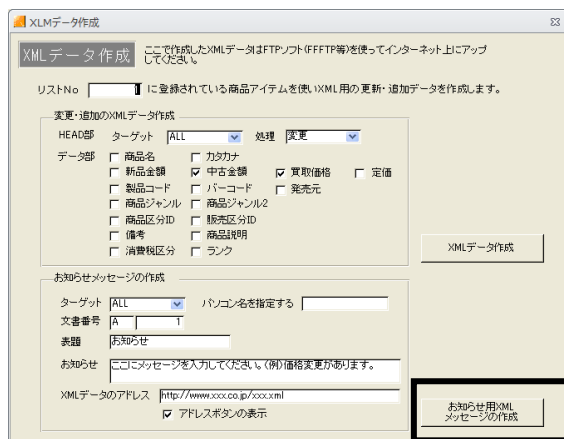 XLMデータ作成
XMLデータ作成
ここで作成したXMLデータはFTPソフト(FFFTP等)を使ってインターネット上にアップ
してください。
リストNo 1 に登録されている商品アイテムを使いXML用の更新・追加データを作成します。
変更・追加のXMLデータ作成
HEAD部 ターゲット ALL 処理 変更
データ部 商品名 カタカナ
新品金額 中古金額 買取価格 定価
製品コード バーコード 発売元
商品ジャンル 商品ジャンル2
商品区分ID 販売区分ID
備考 商品説明
消費税区分 ランク
XMLデータ作成
お知らせメッセージの作成
ターゲット ALL パソコン名を指定する
文書番号 A 1
表題 お知らせ
お知らせ ここにメッセージを入力してください。(例)価格変更があります。
XMLデータのアドレス http://www.xxx.co.jp/xxx.xml
アドレスボタンの表示
お知らせ用XML
メッセージの作成